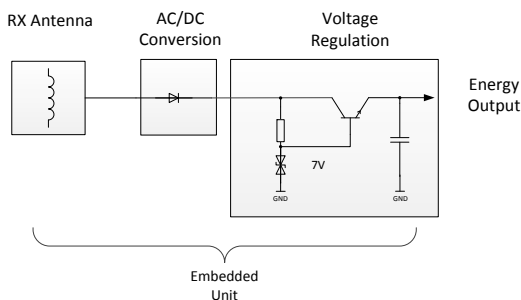 RX Antenna
AC/DC
Conversion
Voltage
Regulation
Energy
Output
7V
GND
GND
Embedded
Unit